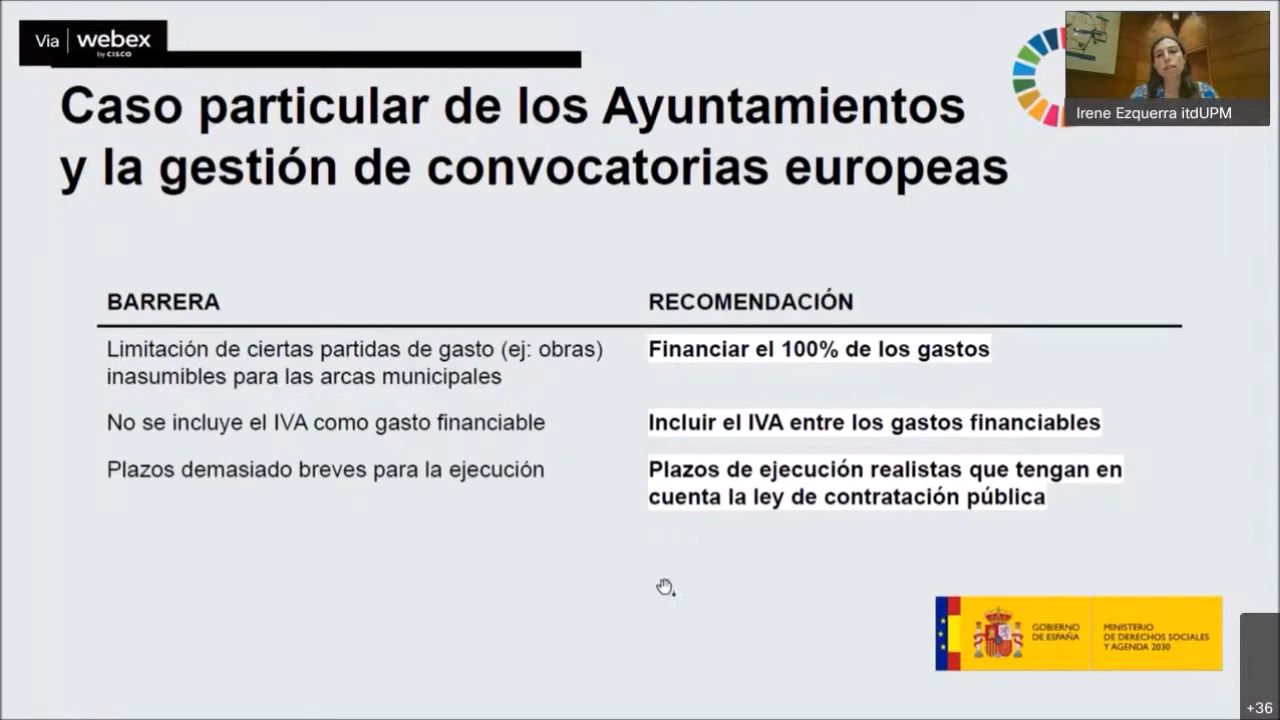 Via webex
by CISCO
Irene Ezquerra itdUPM
Caso particular de los Ayuntamientos
y la gestión de convocatorias europeas
BARRERA
RECOMENDACIÓN
Limitación de ciertas partidas de gasto (ej: obras)
inasumibles para las arcas municipales
Financiar el 100% de los gastos
No se incluye el IVA como gasto financiable
Incluir el IVA entre los gastos financiables
Plazos demasiado breves para la ejecución
Plazos de ejecución realistas que tengan en
cuenta la ley de contratación pública
GOBIERNO
DE ESPAÑA
MINISTERIO
DE DERECHOS SOCIALES
Y AGENDA 2030
+36